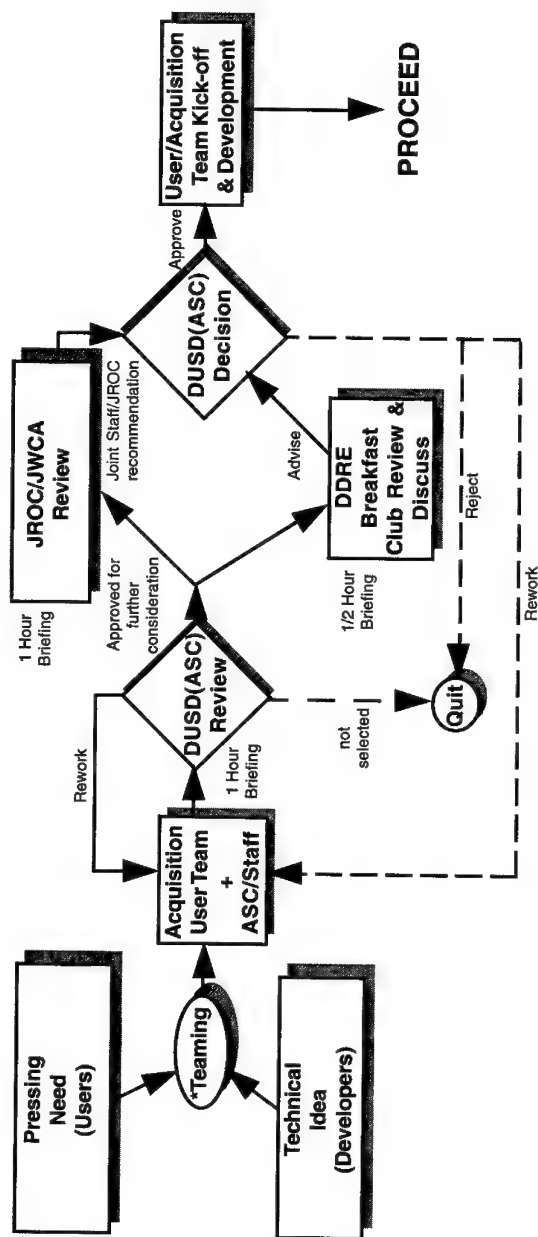 Pressing
Need
(Users)
Technical
Idea
(Developers)
*Teaming
Rework
Acquisition
User Team
+
ASC/Staff
1 Hour
Briefing
DUSD(ASC)
Review
not
selected
Quit
1 Hour
Briefing
Approved for
further
consideration
JROC/JWCA
Review
Joint Staff/JROC
recommendation
1/2 Hour
Briefing
DDRE
Breakfast
Club Review &
Discuss
Advise
DUSD(ASC)
Decision
Approve
Reject
Rework
User/Acquisition
Team Kick-off
& Development
PROCEED